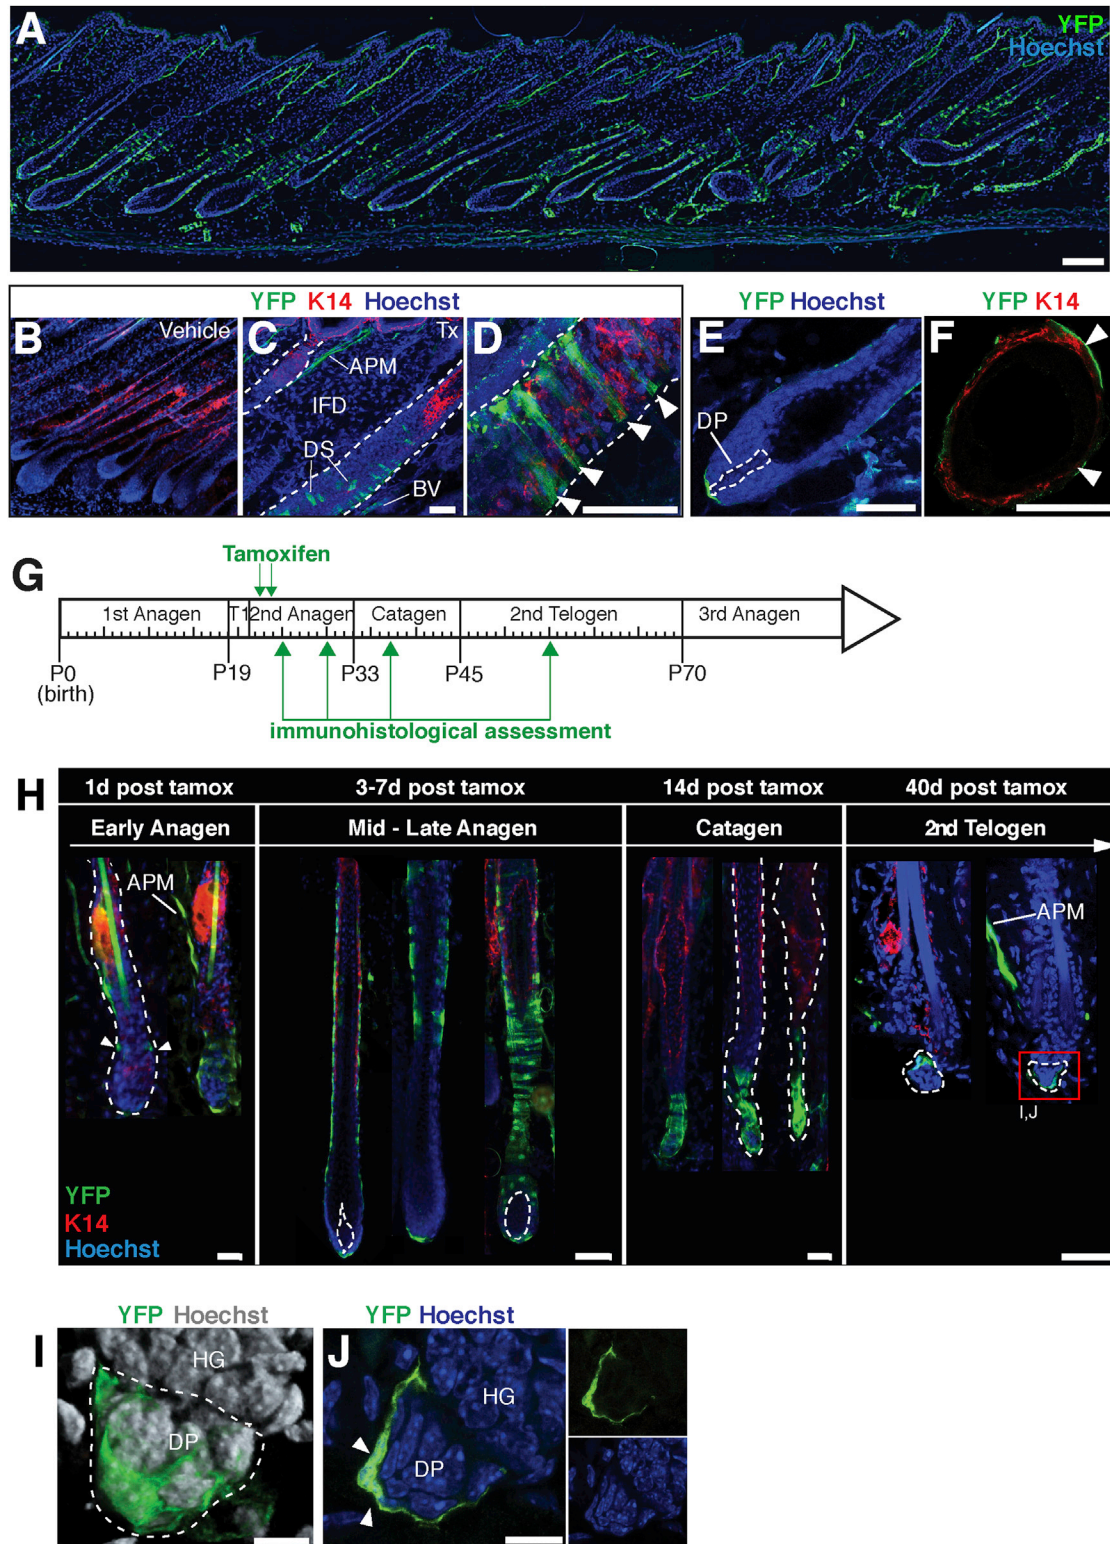 A
YFP
Hoechst
YFP K14 Hoechst
YFP Hoechst
YFP K14
B
Vehicle
C
Tx
APM
IFD
DS
BV
D
E
DP
F
G
Tamoxifen
1st Anagen
T1
2nd Anagen
Catagen
2nd Telogen
3rd Anagen
P0
(birth)
P19
P33
P45
P70
immunohistological assessment
H
1d post tamox
3-7d post tamox
14d post tamox
40d post tamox
Early Anagen
Mid - Late Anagen
Catagen
2nd Telogen
APM
APM
I,J
YFP
K14
Hoechst
YFP Hoechst
YFP Hoechst
I
HG
DP
J
HG
DP